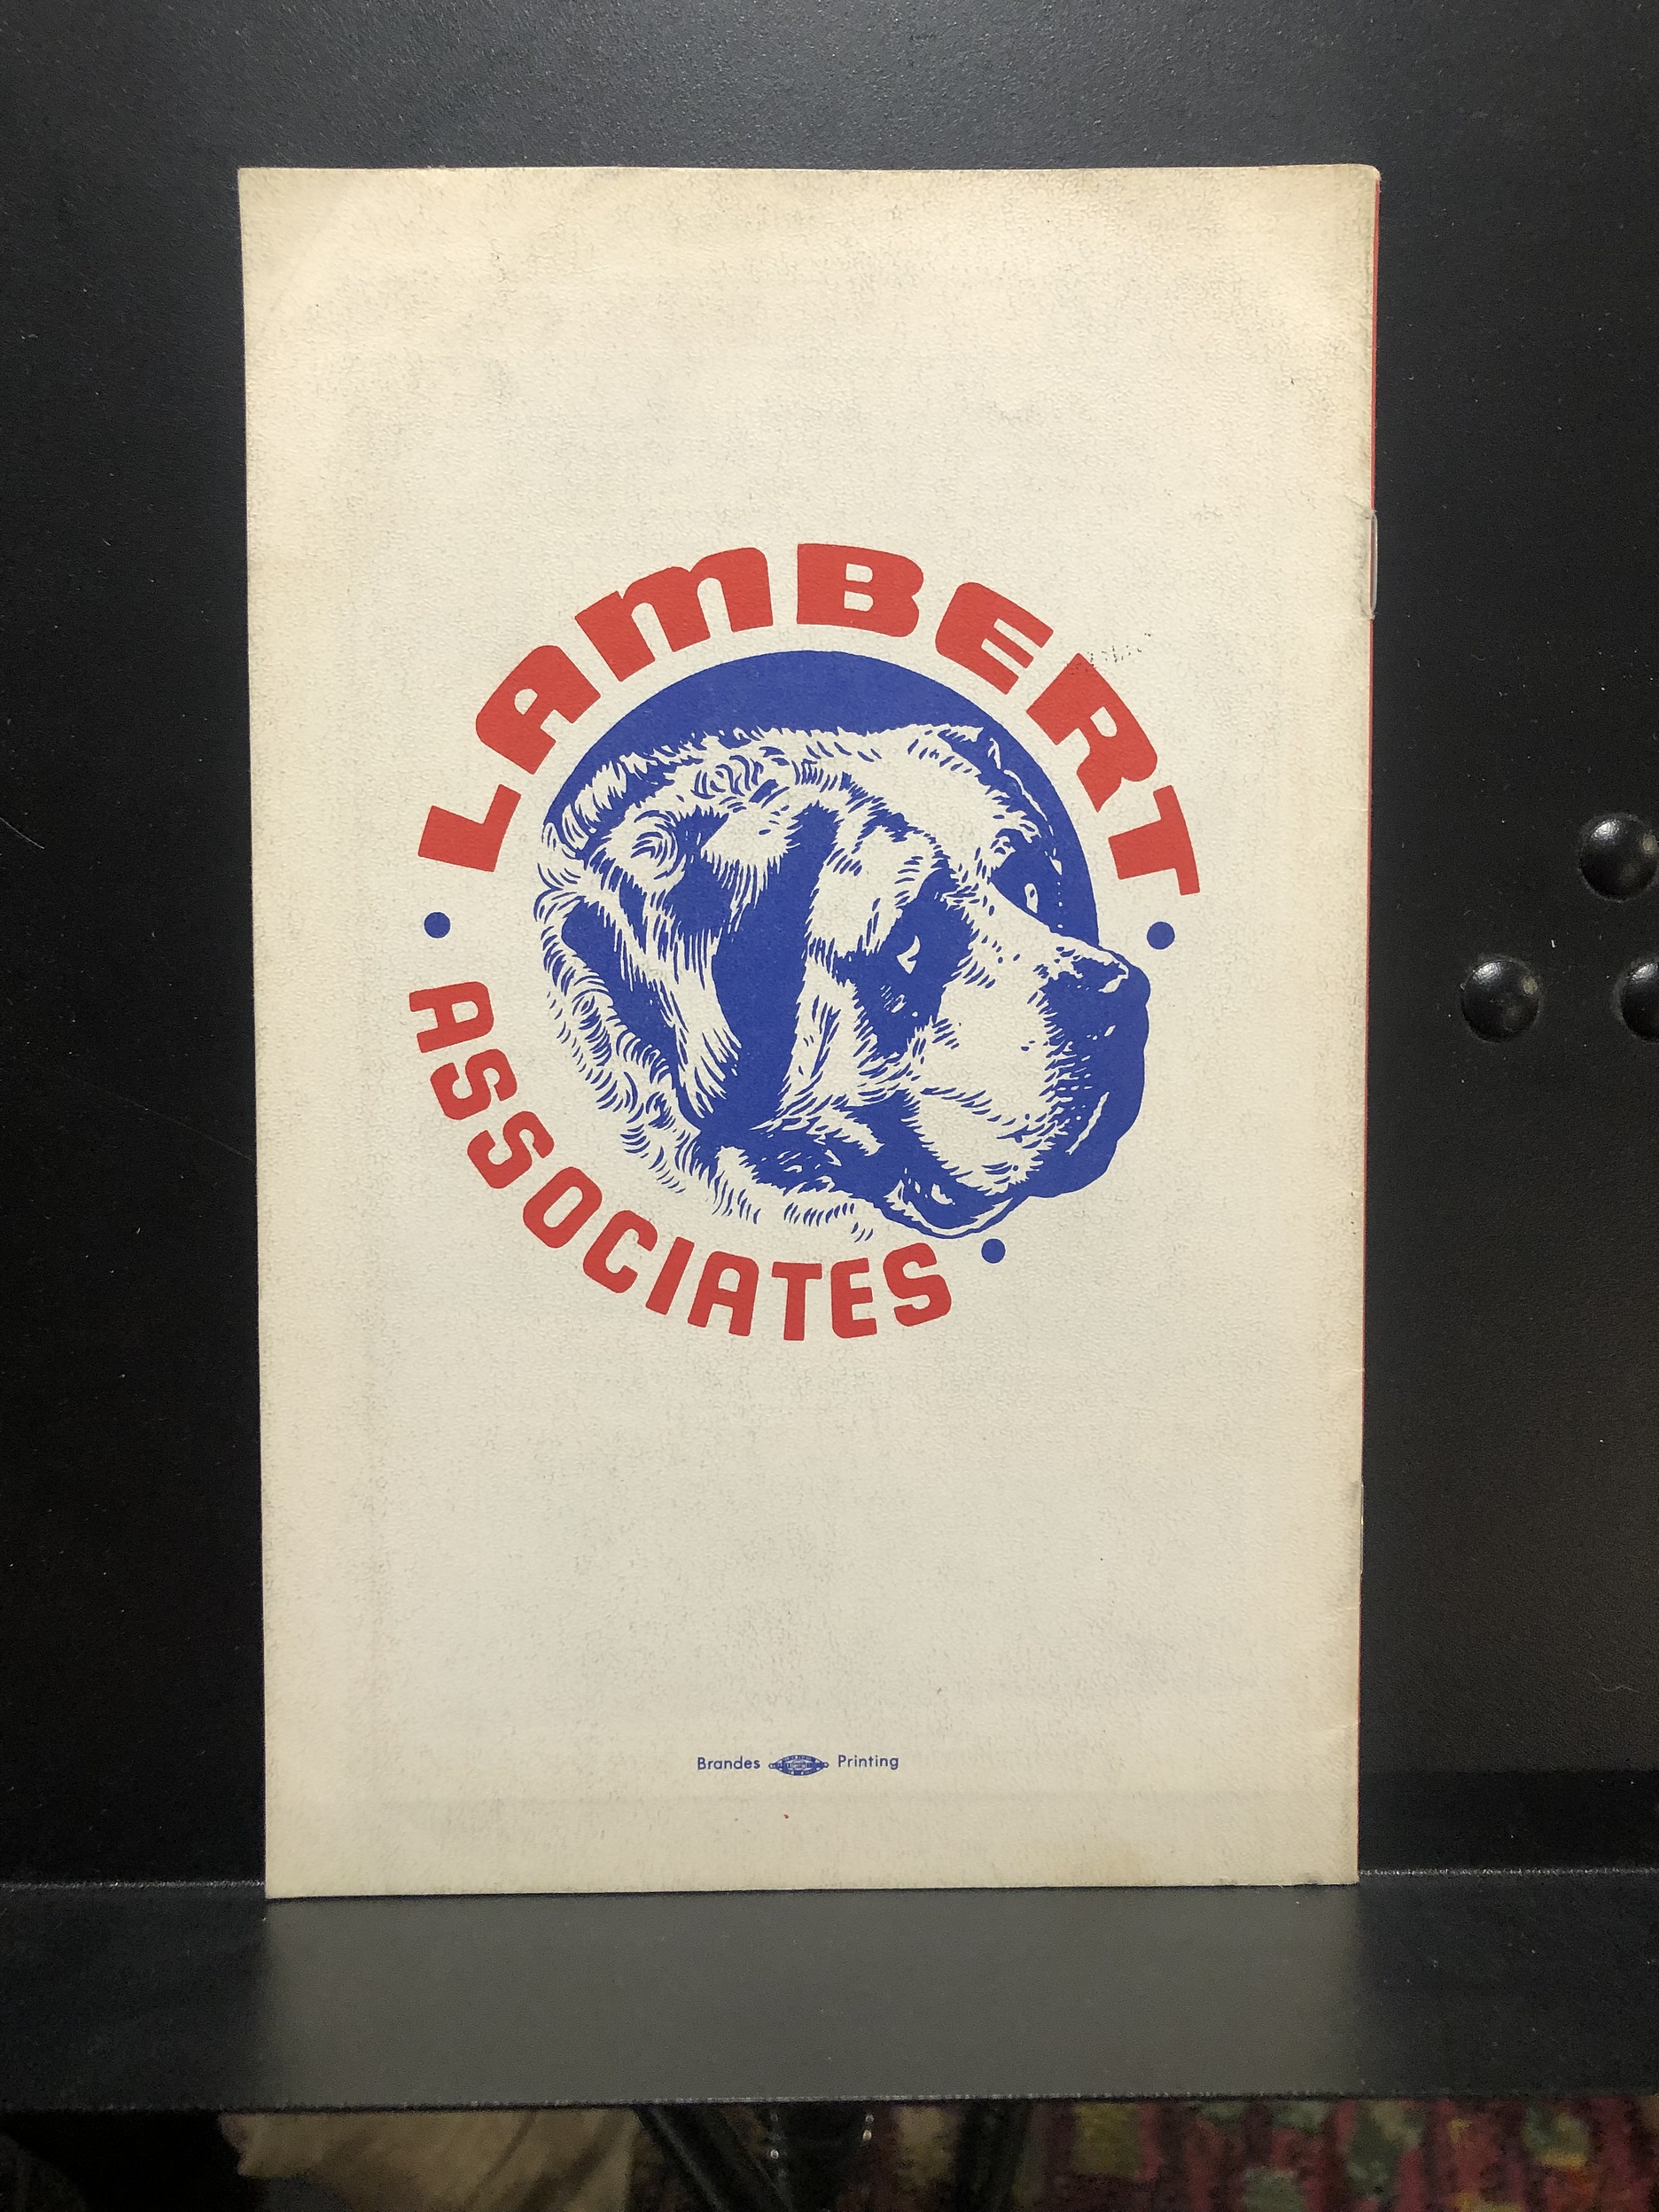 LAMBERT
ASSOCIATES
Brandes Printing